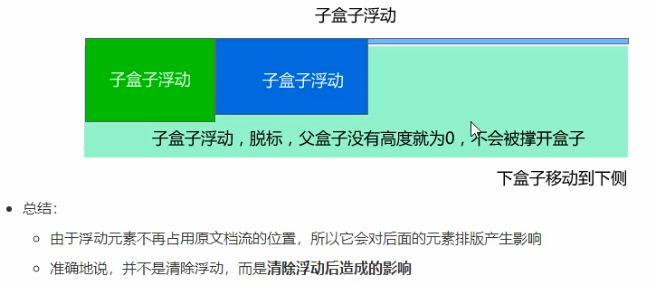 子盒子浮动
子盒子浮动 子盒子浮动
子盒子浮动，脱标，父盒子没有高度就为0，不会被撑开盒子
下盒子移动到下侧
总结：
由于浮动元素不再占用原文档流的位置，所以它会对后面的元素排版产生影响
准确地说，并不是清除浮动，而是清除浮动后造成的影响